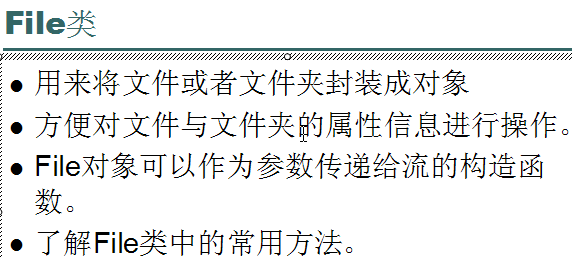 File类
● 用来将文件或者文件夹封装成对象
● 方便对文件与文件夹的属性信息进行操作。
● File对象可以作为参数传递给流的构造函
数。
● 了解File类中的常用方法。